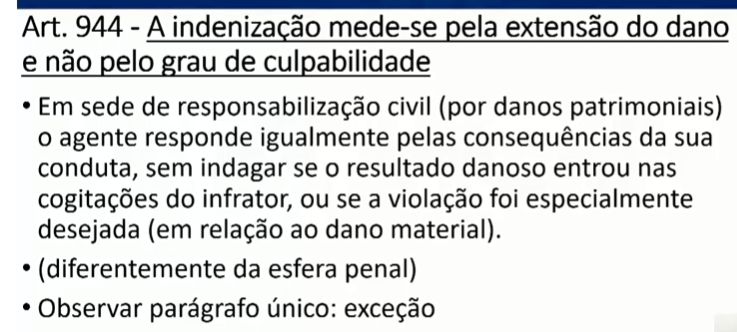 Art. 944 - A indenização mede-se pela extensão do dano
e não pelo grau de culpabilidade
• Em sede de responsabilização civil (por danos patrimoniais)
o agente responde igualmente pelas consequências da sua
conduta, sem indagar se o resultado danoso entrou nas
cogitações do infrator, ou se a violação foi especialmente
desejada (em relação ao dano material).
• (diferentemente da esfera penal)
• Observar parágrafo único: exceção